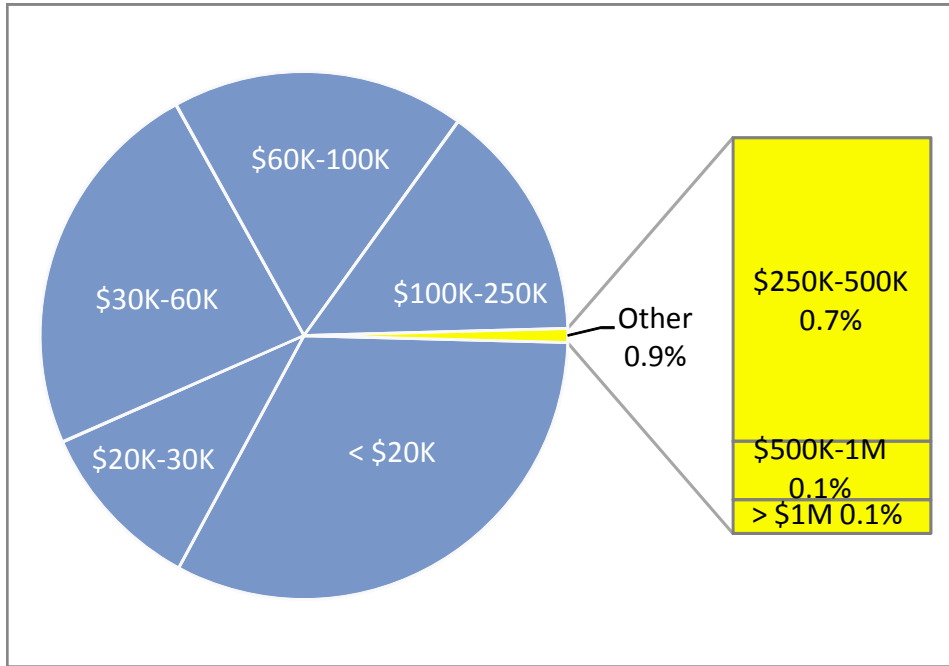 $60K-100K
$30K-60K
$100K-250K
$20K-30K
< $20K
Other
0.9%
$250K-500K
0.7%
$500K-1M
0.1%
> $1M 0.1%